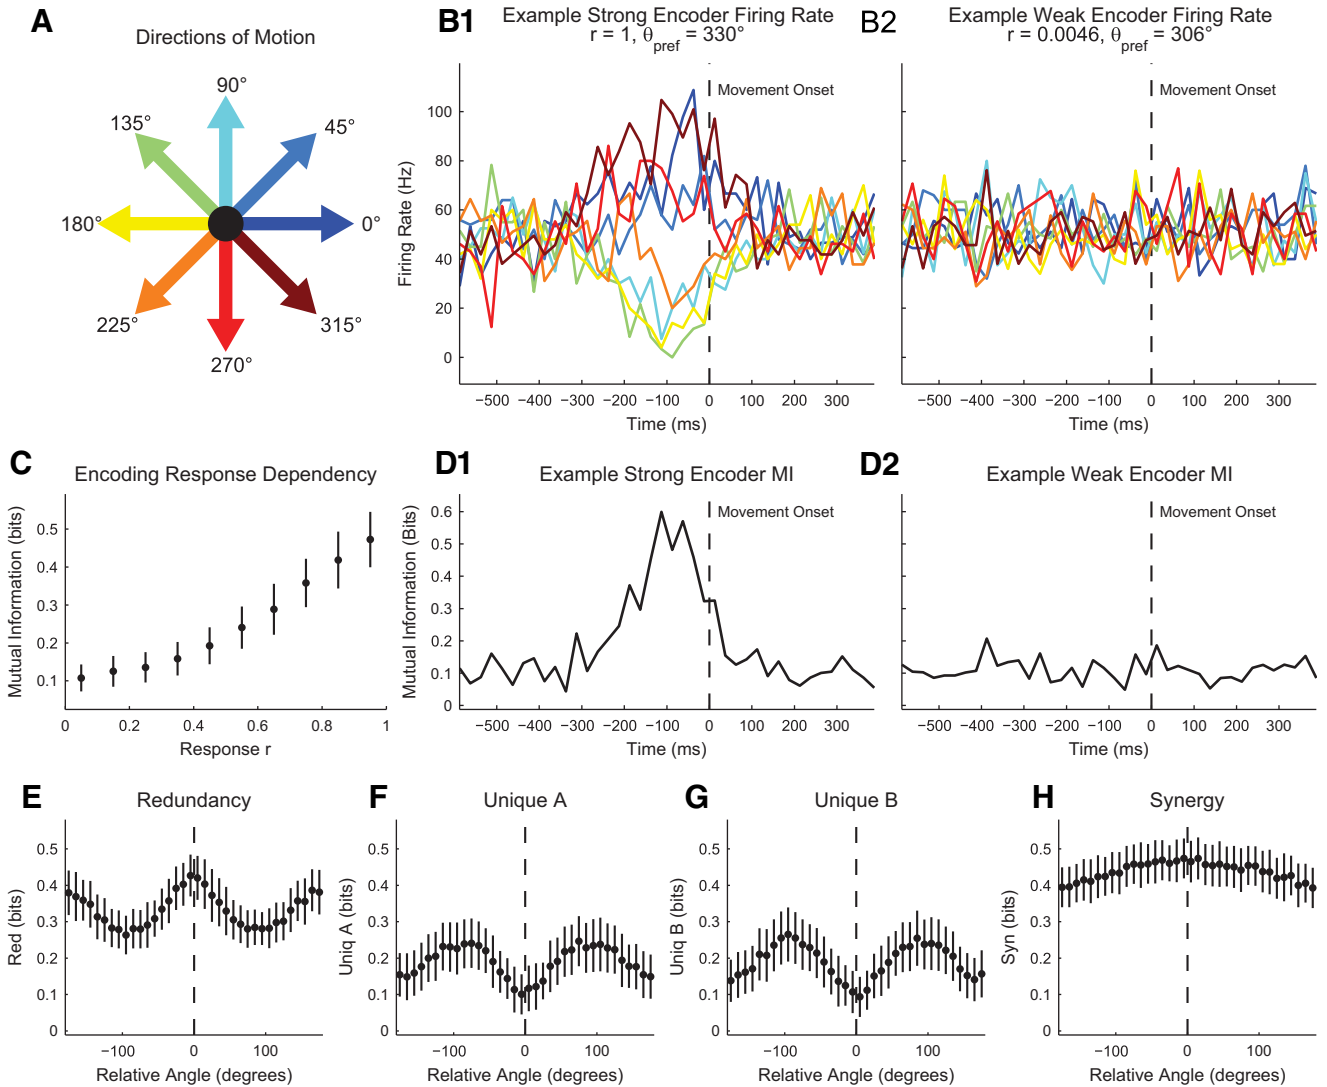 A
Directions of Motion
90°
135°
45°
180°
0°
225°
315°
270°
B1
Example Strong Encoder Firing Rate
r = 1, θpref = 330°
Movement Onset
Firing Rate (Hz)
100
80
60
40
20
0
−500 −400 −300 −200 −100 0 100 200 300
Time (ms)
B2
Example Weak Encoder Firing Rate
r = 0.0046, θpref = 306°
Movement Onset
−500 −400 −300 −200 −100 0 100 200 300
Time (ms)
C
Encoding Response Dependency
Mutual Information (bits)
0.5
0.4
0.3
0.2
0.1
0 0.2 0.4 0.6 0.8 1
Response r
D1
Example Strong Encoder MI
Movement Onset
Mutual Information (Bits)
0.6
0.5
0.4
0.3
0.2
0.1
0
−500 −400 −300 −200 −100 0 100 200 300
Time (ms)
D2
Example Weak Encoder MI
Movement Onset
−500 −400 −300 −200 −100 0 100 200 300
Time (ms)
E
Redundancy
Red (bits)
0.5
0.4
0.3
0.2
0.1
0
−100 0 100
Relative Angle (degrees)
F
Unique A
Uniq A (bits)
0.5
0.4
0.3
0.2
0.1
0
−100 0 100
Relative Angle (degrees)
G
Unique B
Uniq B (bits)
0.5
0.4
0.3
0.2
0.1
0
−100 0 100
Relative Angle (degrees)
H
Synergy
Syn (bits)
0.5
0.4
0.3
0.2
0.1
0
−100 0 100
Relative Angle (degrees)